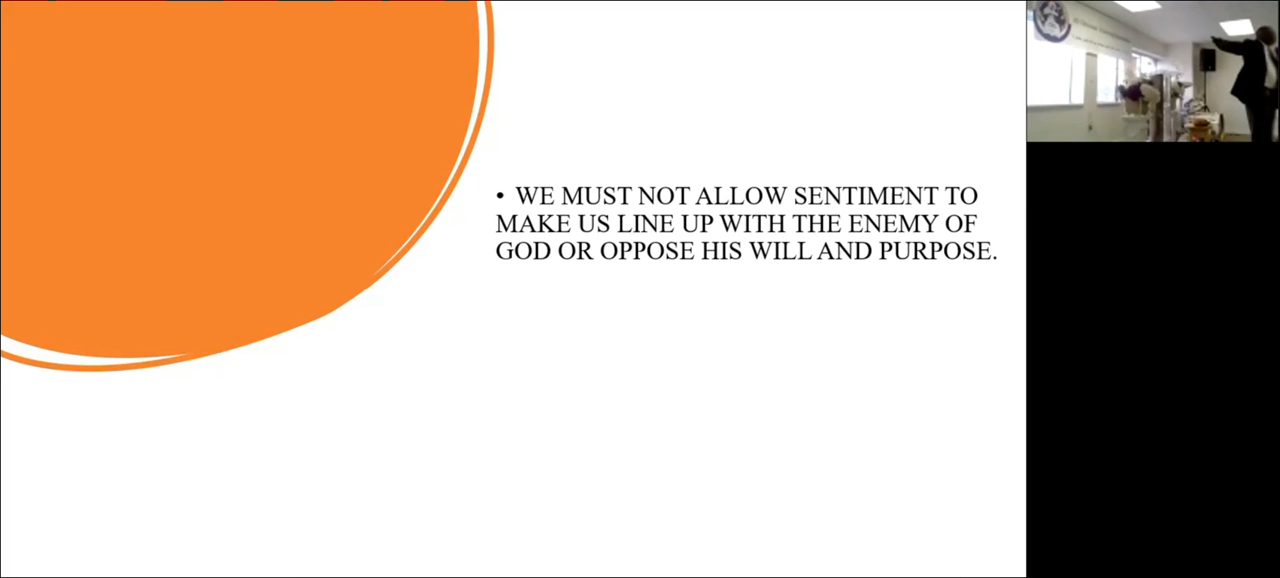 • WE MUST NOT ALLOW SENTIMENT TO
MAKE US LINE UP WITH THE ENEMY OF
GOD OR OPPOSE HIS WILL AND PURPOSE.